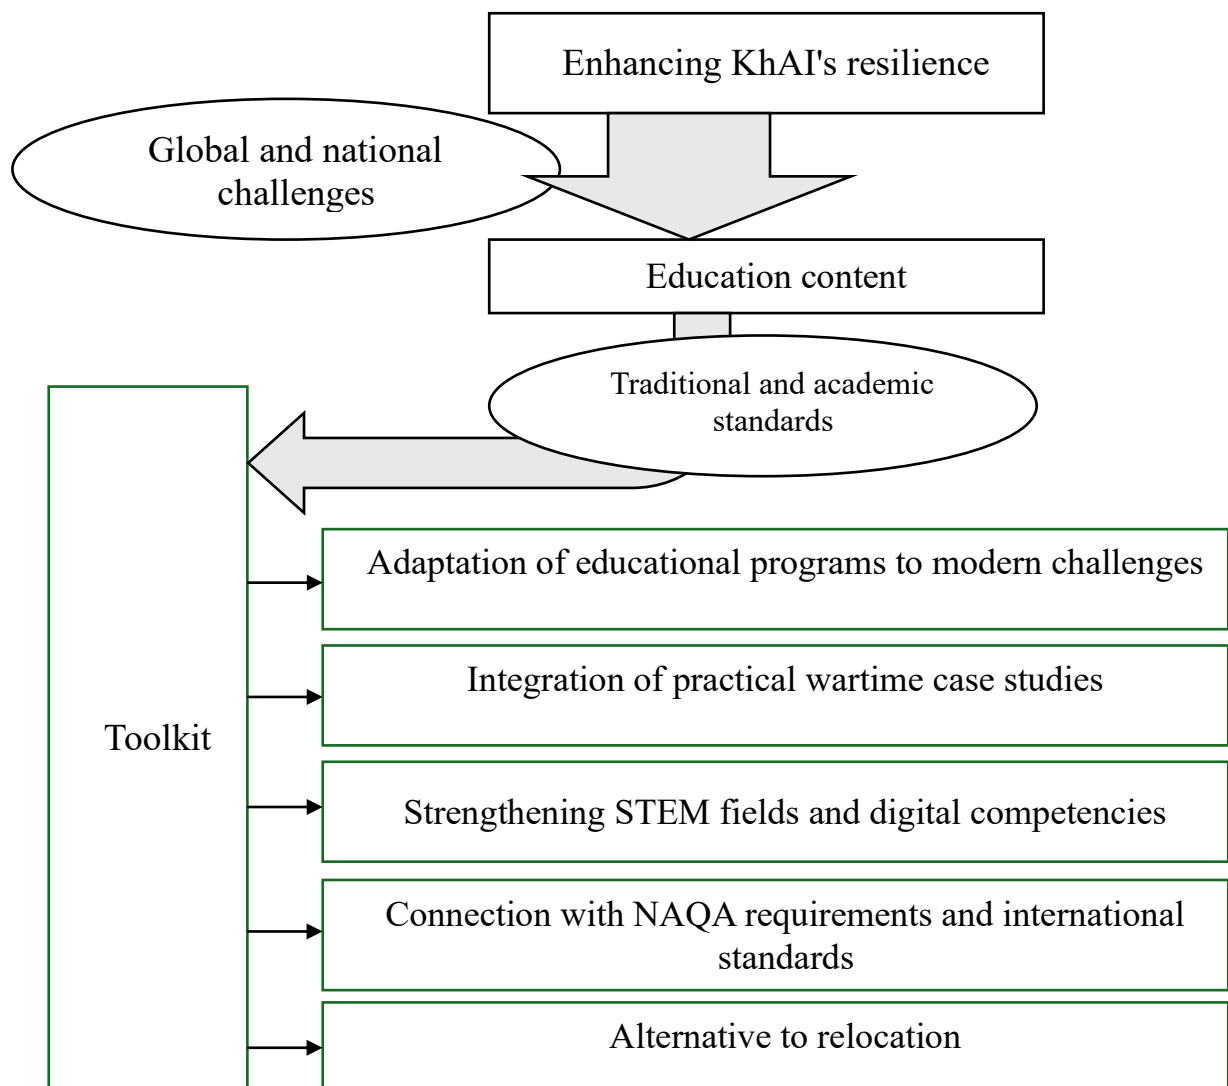 Enhancing KhAI's resilience
Global and national
challenges
Education content
Traditional and academic
standards
Toolkit
Adaptation of educational programs to modern challenges
Integration of practical wartime case studies
Strengthening STEM fields and digital competencies
Connection with NAQA requirements and international
standards
Alternative to relocation